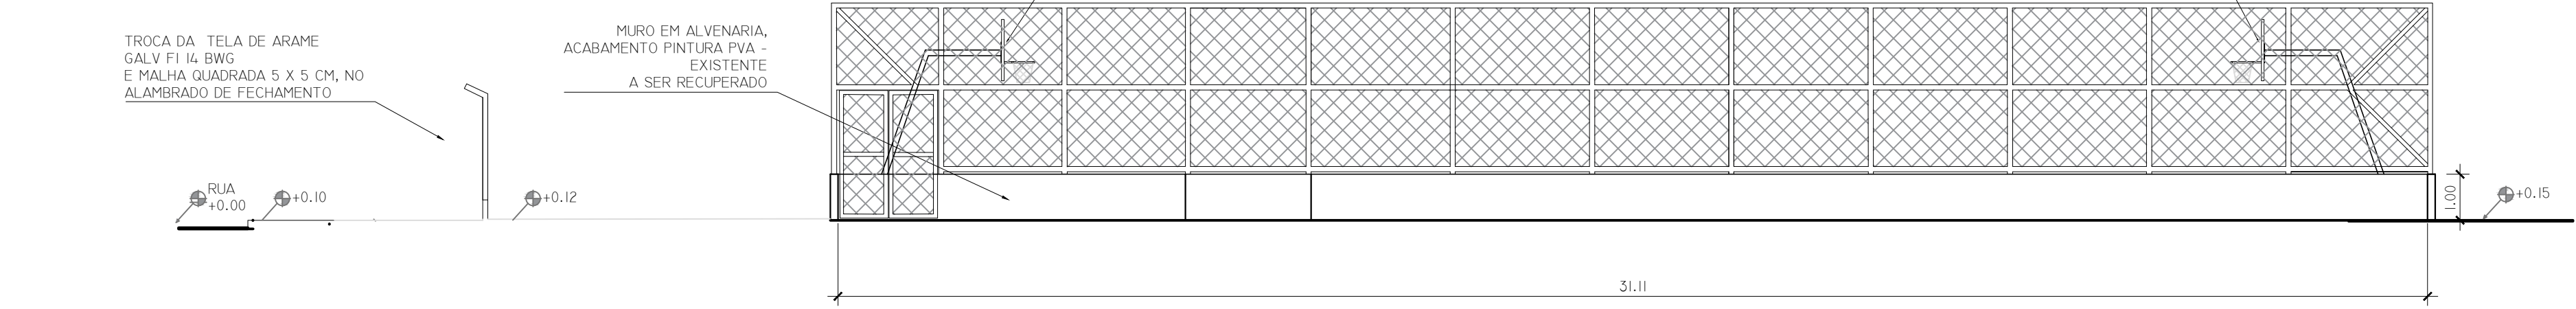 TROCA DA TELA DE ARAME
GALV FI 14 BWG
E MALHA QUADRADA 5 X 5 CM, NO
ALAMBRADO DE FECHAMENTO
MURO EM ALVENARIA,
ACABAMENTO PINTURA PVA -
EXISTENTE
A SER RECUPERADO
RUA
+0.00
+0.10
+0.12
1.00
+0.15
31.11